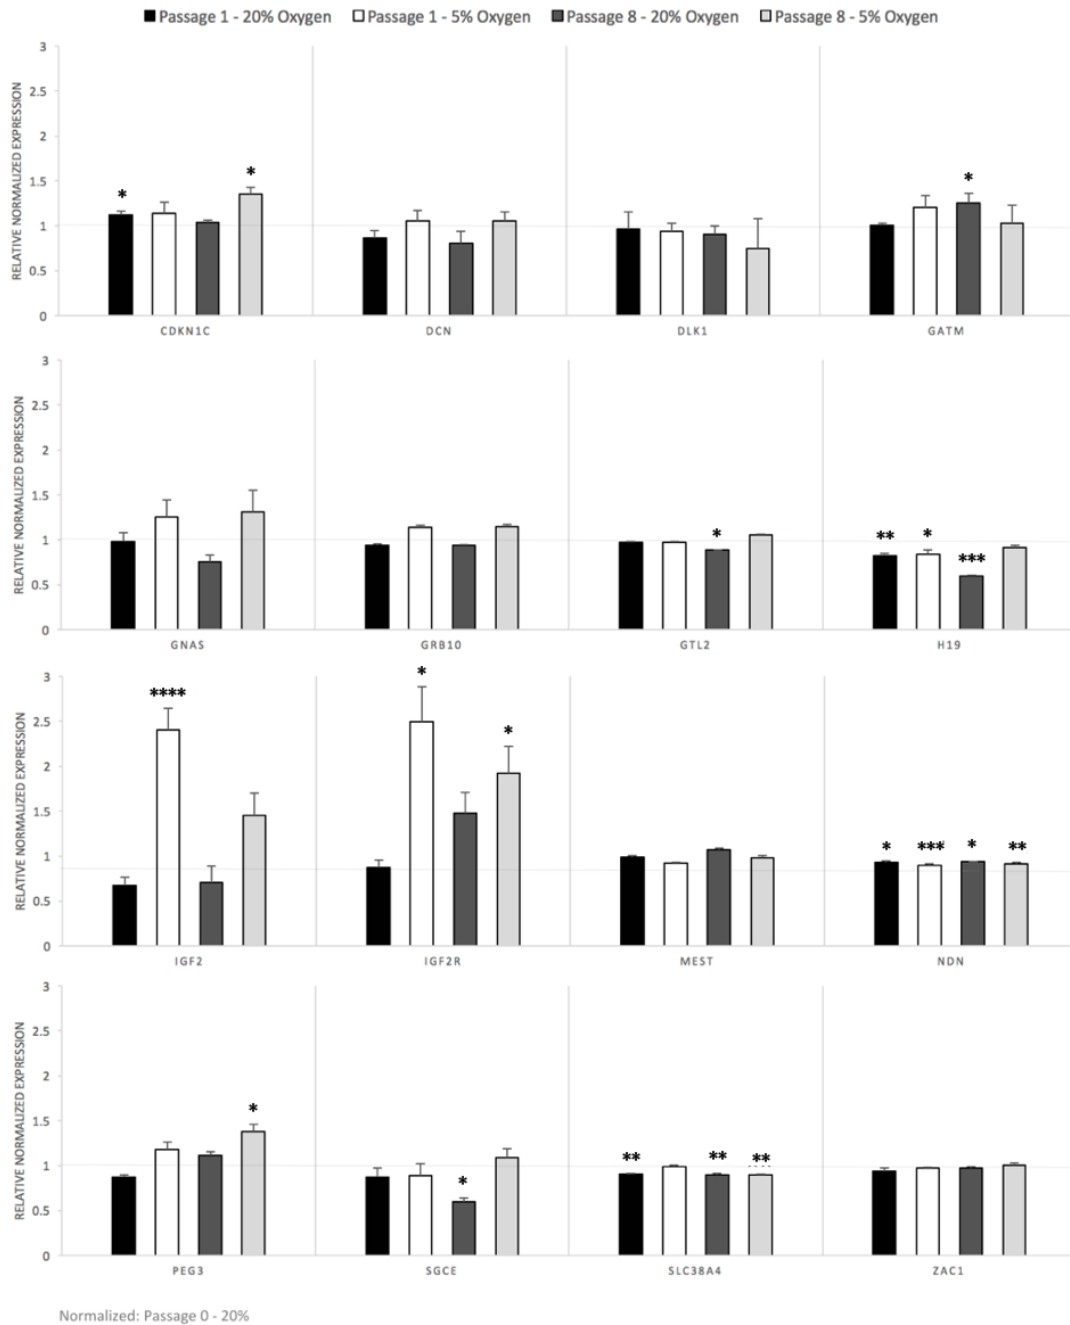 Passage 1 - 20% Oxygen Passage 1 - 5% Oxygen Passage 8 - 20% Oxygen Passage 8 - 5% Oxygen
RELATIVE NORMALIZED EXPRESSION
3
2.5
2
1.5
1
0.5
0
* * *
CDKN1C DCN DLK1 GATM
RELATIVE NORMALIZED EXPRESSION
3
2.5
2
1.5
1
0.5
0
* ** * ***
GNAS GRB10 GTL2 H19
RELATIVE NORMALIZED EXPRESSION
3
2.5
2
1.5
1
0.5
0
**** * * * *** * **
IGF2 IGF2R MEST NDN
RELATIVE NORMALIZED EXPRESSION
3
2.5
2
1.5
1
0.5
0
* * ** ** **
PEG3 SGCE SLC38A4 ZAC1
Normalized: Passage 0 - 20%